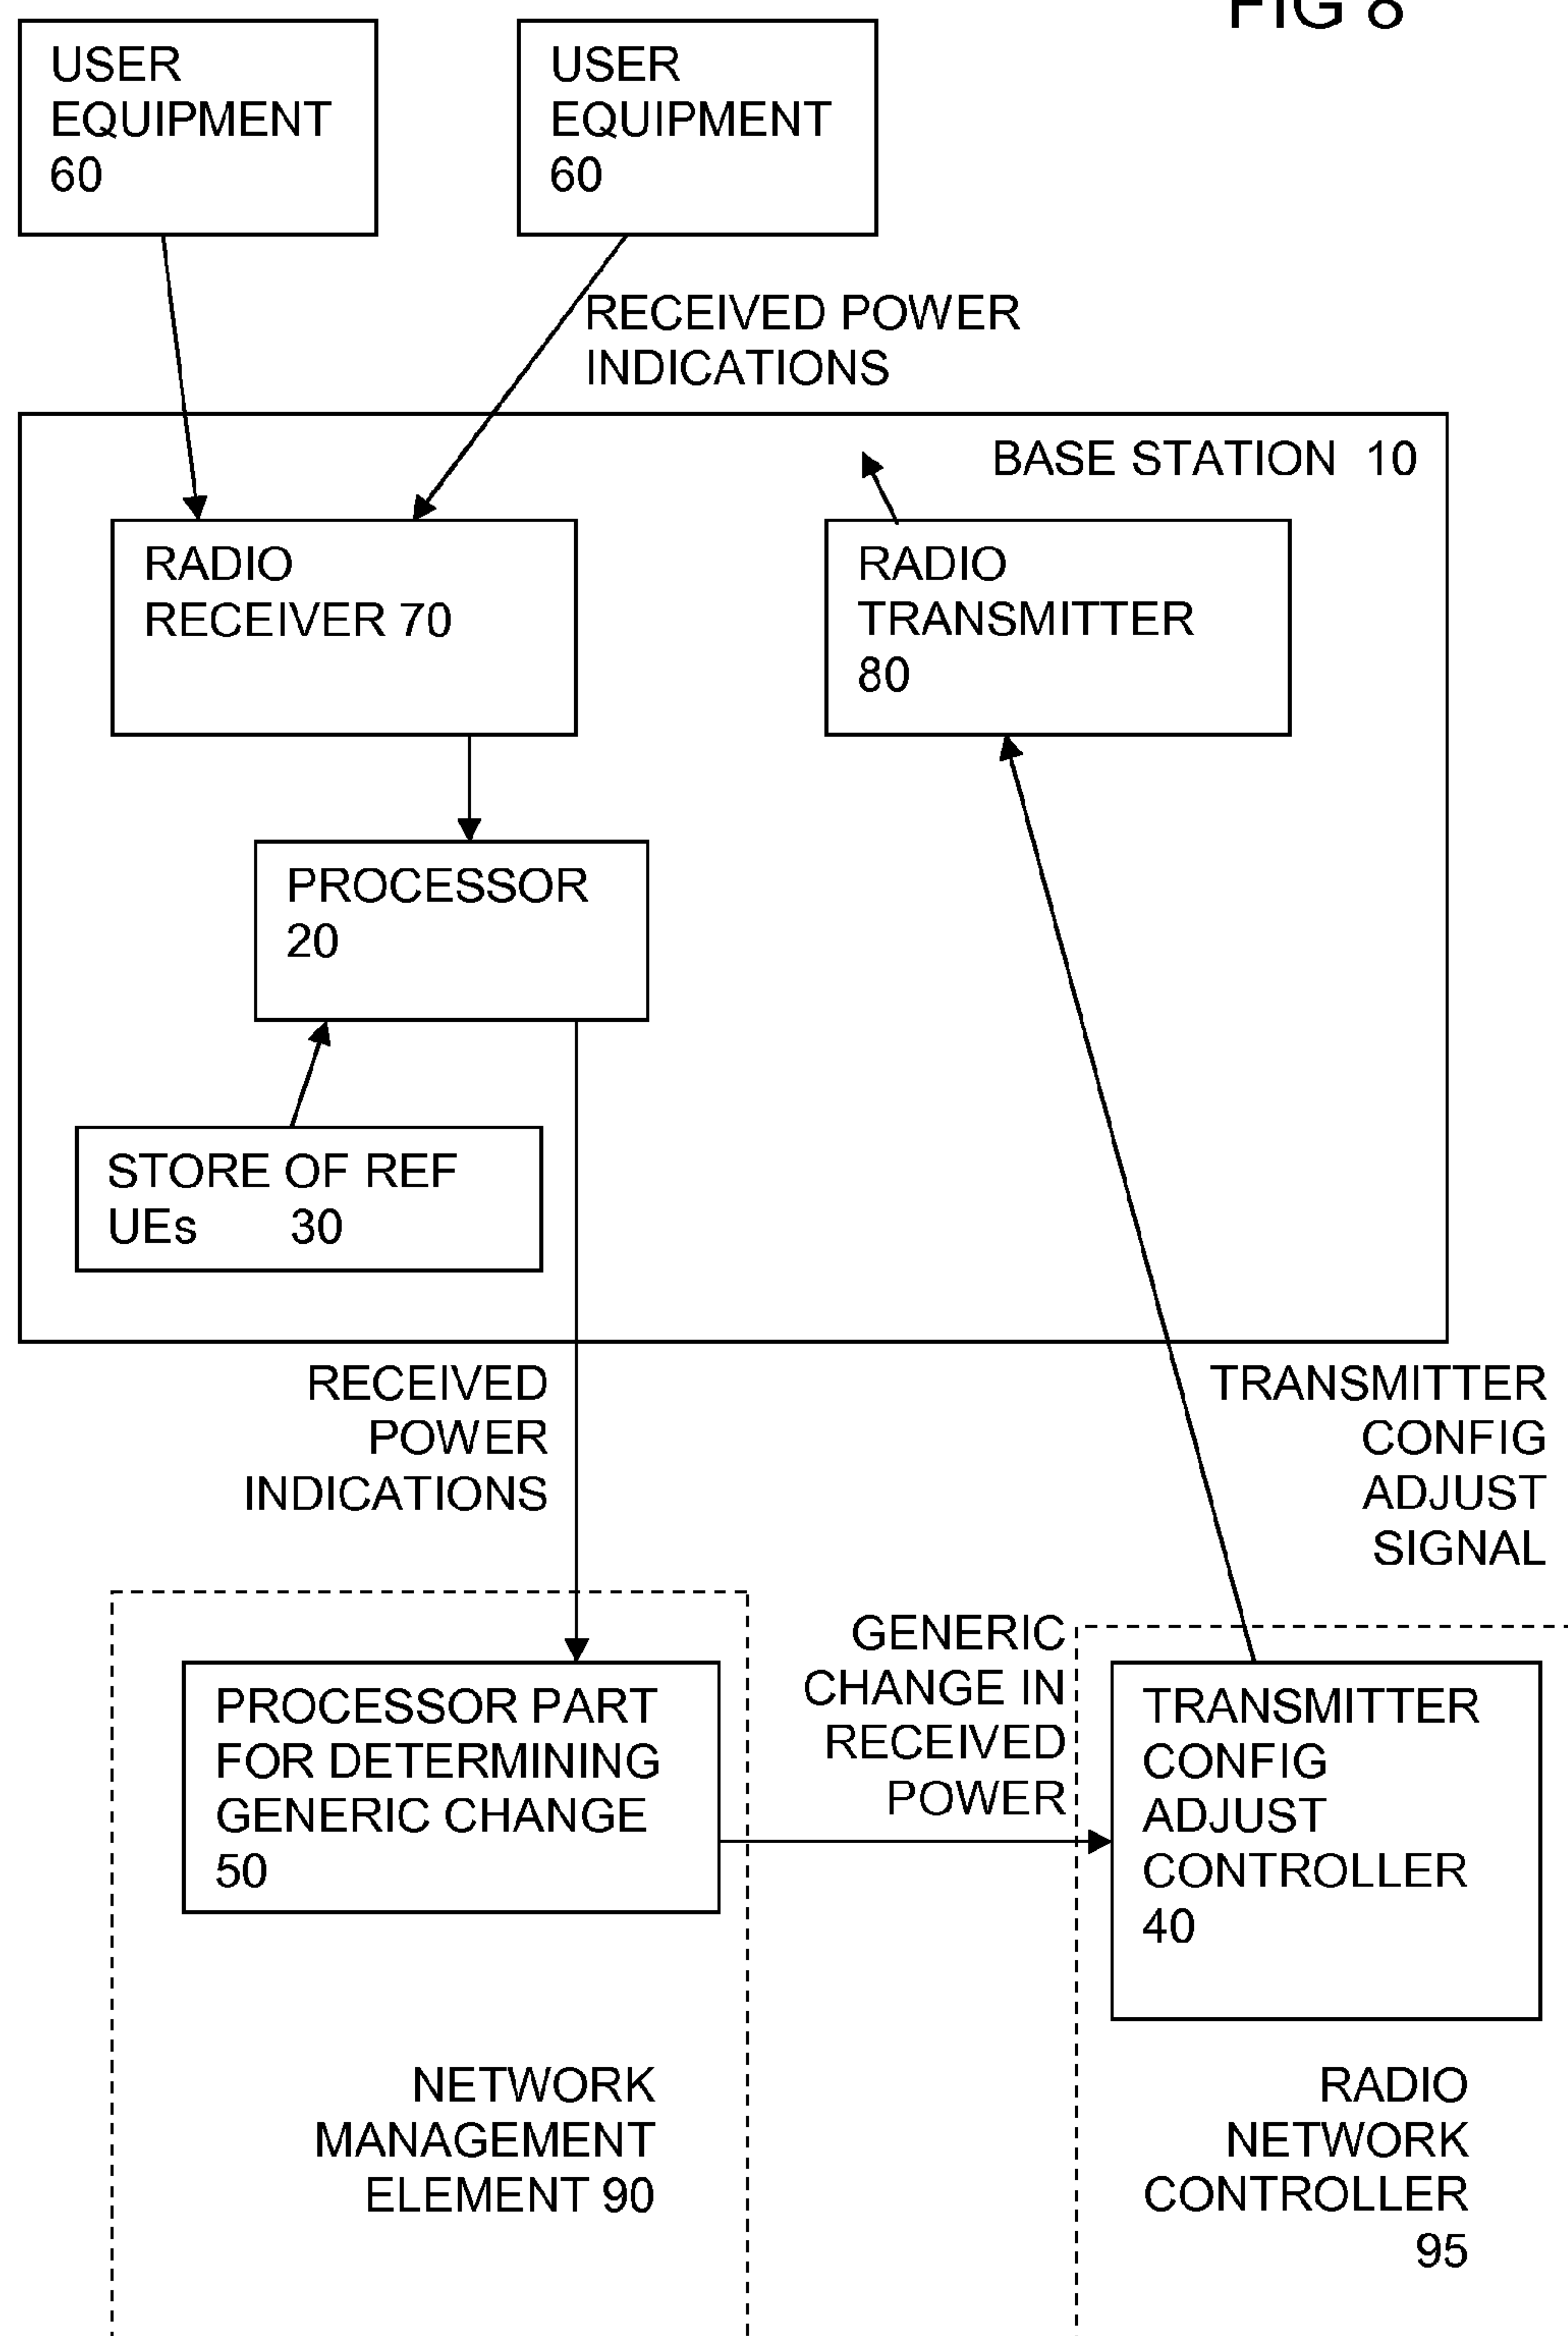 FIG 8
USER
EQUIPMENT
60
USER
EQUIPMENT
60
RECEIVED POWER
INDICATIONS
BASE STATION 10
RADIO
RECEIVER 70
RADIO
TRANSMITTER
80
PROCESSOR
20
STORE OF REF
UEs 30
RECEIVED
POWER
INDICATIONS
TRANSMITTER
CONFIG
ADJUST
SIGNAL
PROCESSOR PART
FOR DETERMINING
GENERIC CHANGE
50
GENERIC
CHANGE IN
RECEIVED
POWER
TRANSMITTER
CONFIG
ADJUST
CONTROLLER
40
NETWORK
MANAGEMENT
ELEMENT 90
RADIO
NETWORK
CONTROLLER
95